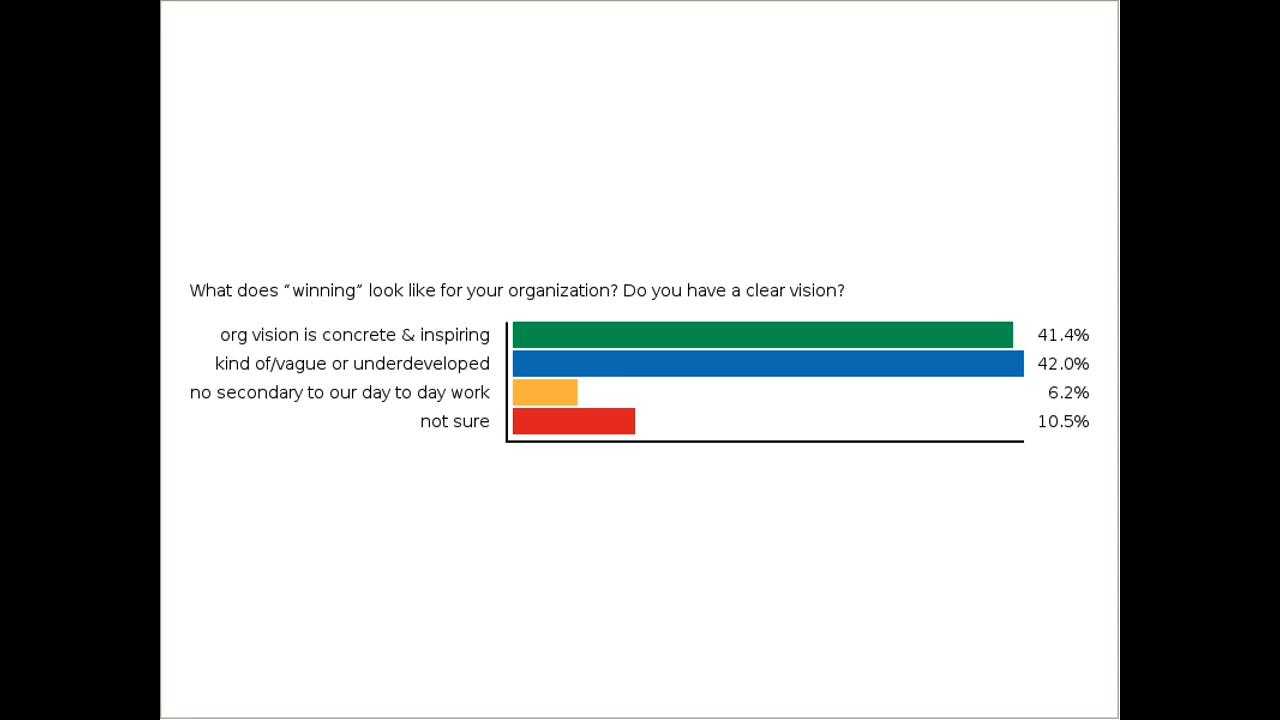 What does “winning” look like for your organization? Do you have a clear vision?
org vision is concrete & inspiring 41.4%
kind of/vague or underdeveloped 42.0%
no secondary to our day to day work 6.2%
not sure 10.5%